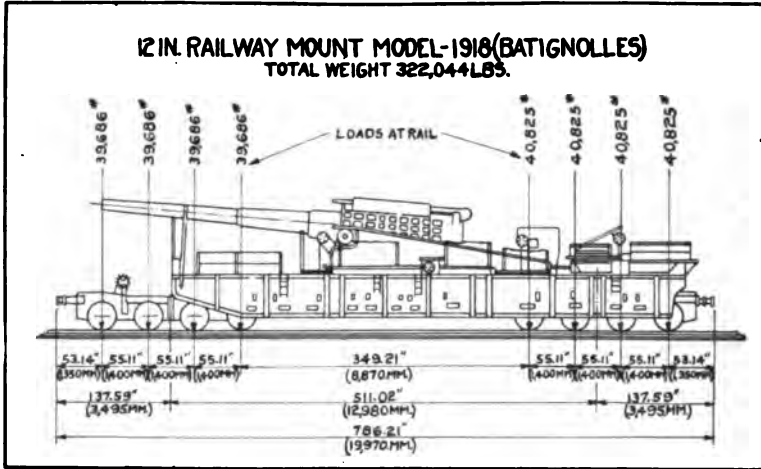 12 IN. RAILWAY MOUNT MODEL-1918 (BATIGNOLLES)
TOTAL WEIGHT 322,044 LBS.
39,686# 39,686# 39,686# 39,686# 40,825# 40,825# 40,825# 40,825#
LOADS AT RAIL
53.14" 55.11" 55.11" 55.11" 349.21" 55.11" 55.11" 55.11" 53.14"
(1,350MM) (1,400MM) (1,400MM) (1,400MM) (8,870MM.) (1,400MM) (1,400MM) (1,400MM) (1,350MM)
137.59" 511.02" 137.59"
(3,495MM.) (12,980MM.) (3,495MM.)
786.21"
(19,970MM.)